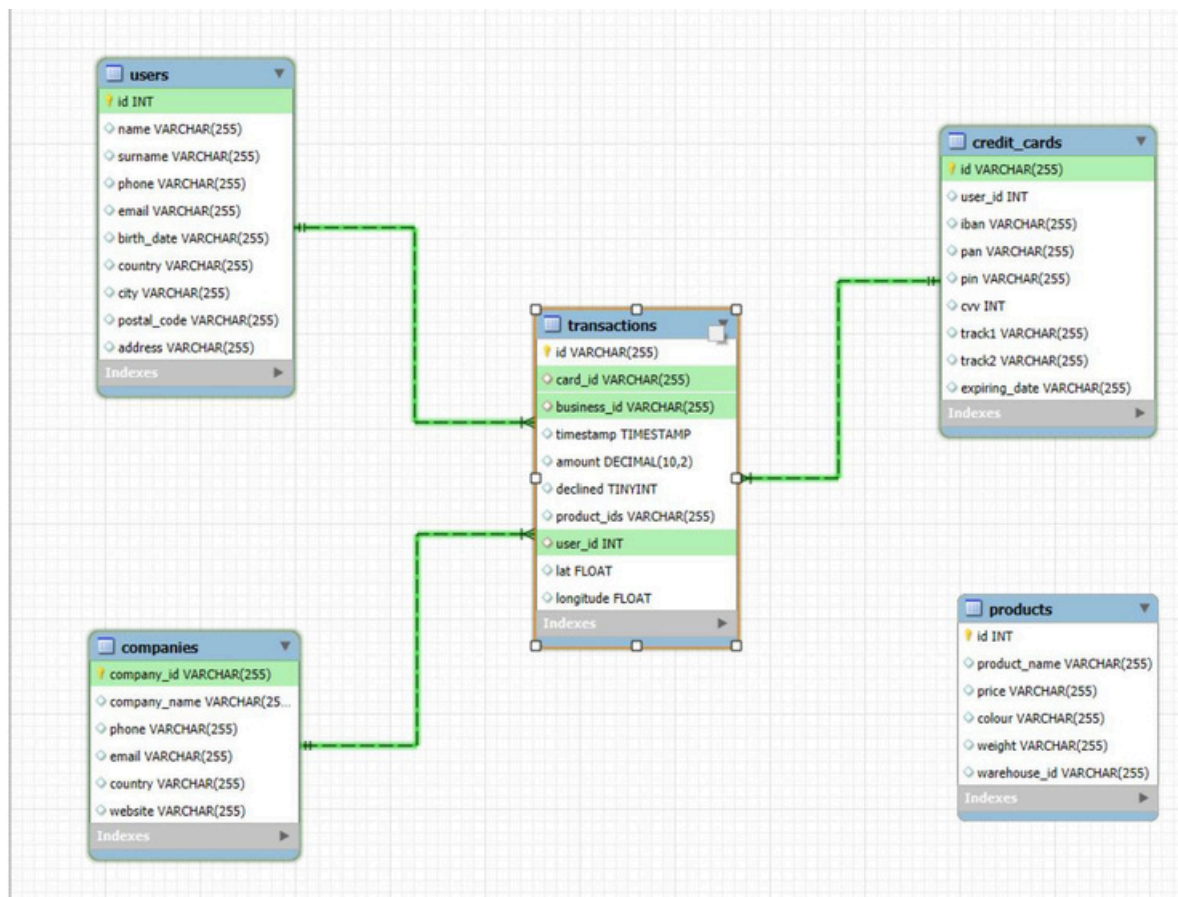 users
id INT
name VARCHAR(255)
surname VARCHAR(255)
phone VARCHAR(255)
email VARCHAR(255)
birth_date VARCHAR(255)
country VARCHAR(255)
city VARCHAR(255)
postal_code VARCHAR(255)
address VARCHAR(255)
Indexes
credit_cards
id VARCHAR(255)
user_id INT
iban VARCHAR(255)
pan VARCHAR(255)
pin VARCHAR(255)
cvv INT
track1 VARCHAR(255)
track2 VARCHAR(255)
expiring_date VARCHAR(255)
Indexes
transactions
id VARCHAR(255)
card_id VARCHAR(255)
business_id VARCHAR(255)
timestamp TIMESTAMP
amount DECIMAL(10,2)
declined TINYINT
product_ids VARCHAR(255)
user_id INT
lat FLOAT
longitude FLOAT
Indexes
companies
company_id VARCHAR(255)
company_name VARCHAR(25...
phone VARCHAR(255)
email VARCHAR(255)
country VARCHAR(255)
website VARCHAR(255)
Indexes
products
id INT
product_name VARCHAR(255)
price VARCHAR(255)
colour VARCHAR(255)
weight VARCHAR(255)
warehouse_id VARCHAR(255)
Indexes